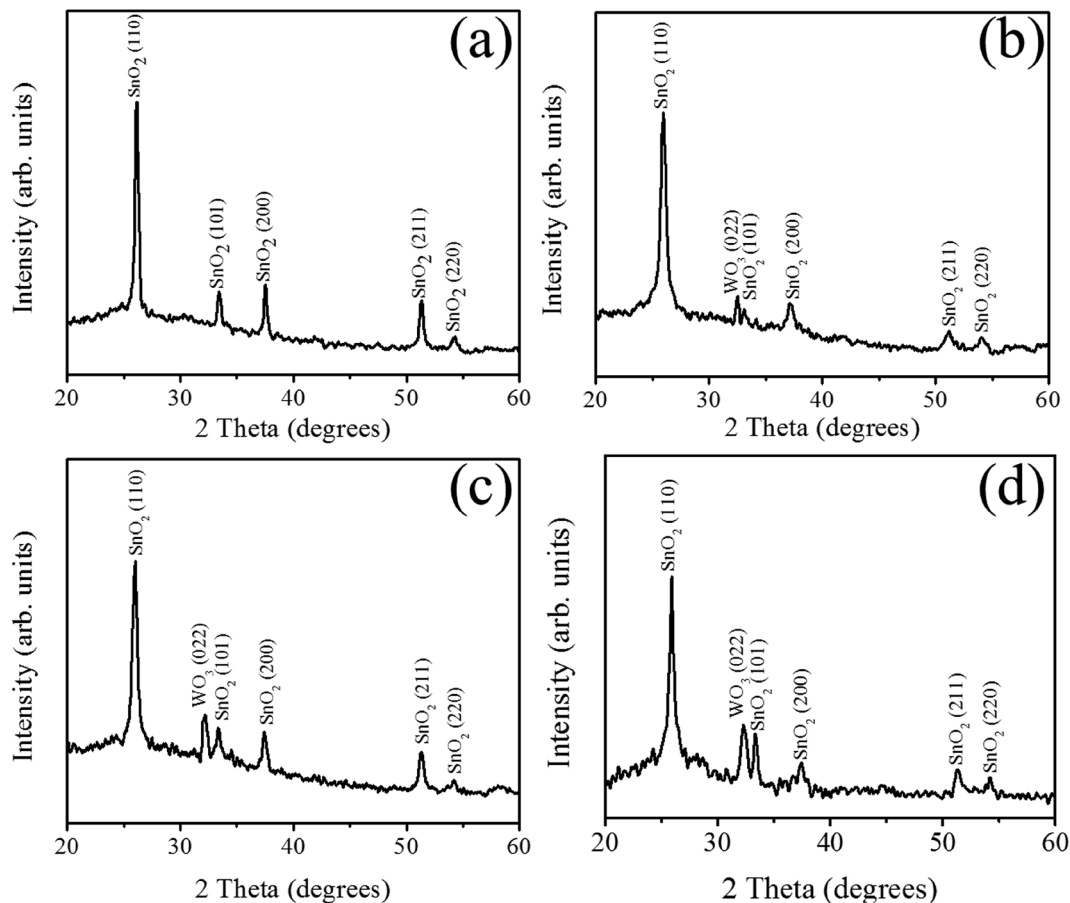 (a)
Intensity (arb. units)
SnO2 (110)
SnO2 (101)
SnO2 (200)
SnO2 (211)
SnO2 (220)
20 30 40 50 60
2 Theta (degrees)
(b)
Intensity (arb. units)
SnO2 (110)
WO3 (022)
SnO2 (101)
SnO2 (200)
SnO2 (211)
SnO2 (220)
20 30 40 50 60
2 Theta (degrees)
(c)
Intensity (arb. units)
SnO2 (110)
WO3 (022)
SnO2 (101)
SnO2 (200)
SnO2 (211)
SnO2 (220)
20 30 40 50 60
2 Theta (degrees)
(d)
Intensity (arb. units)
SnO2 (110)
WO3 (022)
SnO2 (101)
SnO2 (200)
SnO2 (211)
SnO2 (220)
20 30 40 50 60
2 Theta (degrees)